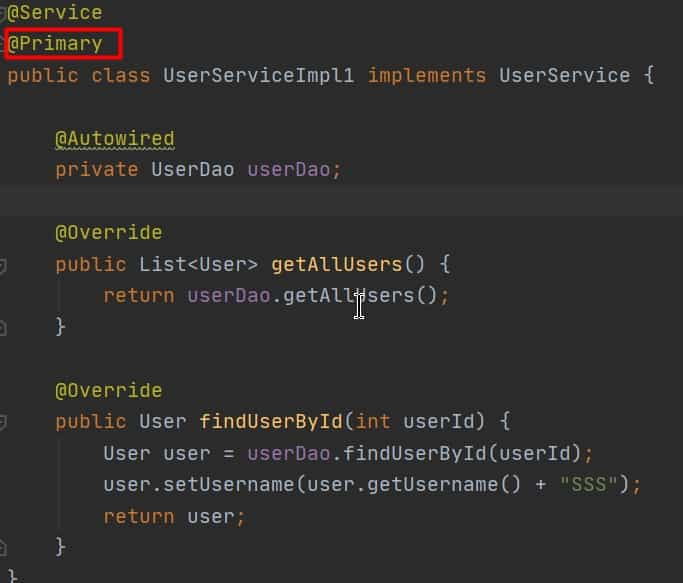 @Service
@Primary
public class UserServiceImpl1 implements UserService {
@Autowired
private UserDao userDao;
@Override
public List<User> getAllUsers() {
return userDao.getAllUsers();
}
@Override
public User findUserById(int userId) {
User user = userDao.findUserById(userId);
user.setUsername(user.getUsername() + "SSS");
return user;
}
}